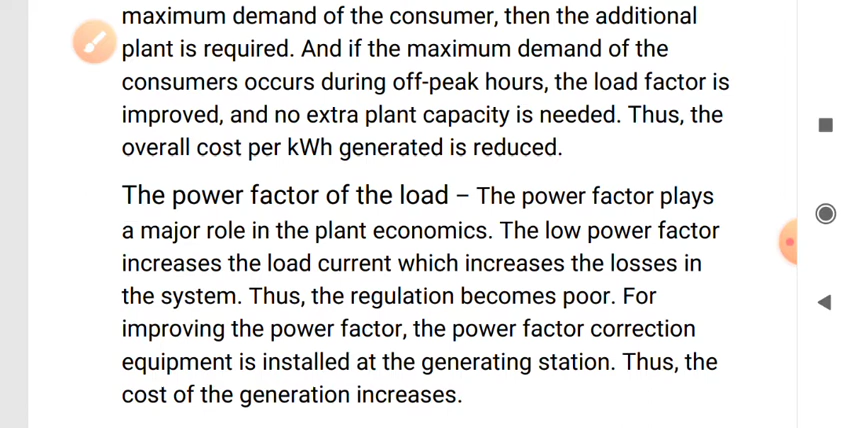 maximum demand of the consumer, then the additional
plant is required. And if the maximum demand of the
consumers occurs during off-peak hours, the load factor is
improved, and no extra plant capacity is needed. Thus, the
overall cost per kWh generated is reduced.
The power factor of the load – The power factor plays
a major role in the plant economics. The low power factor
increases the load current which increases the losses in
the system. Thus, the regulation becomes poor. For
improving the power factor, the power factor correction
equipment is installed at the generating station. Thus, the
cost of the generation increases.